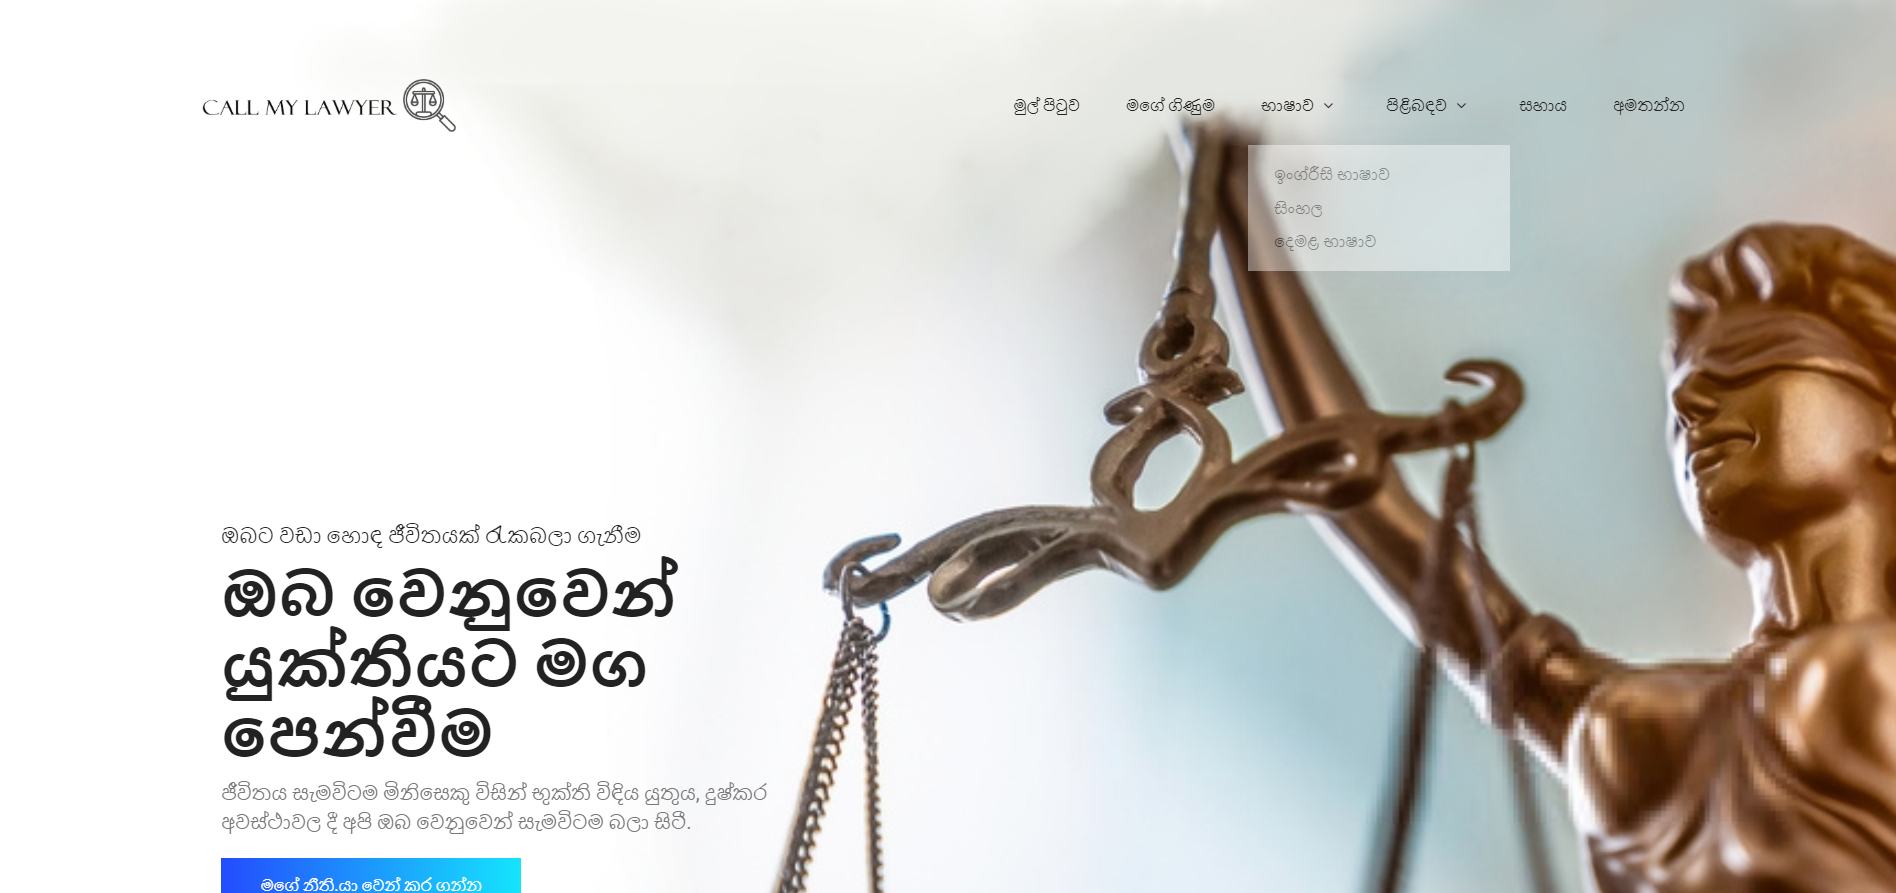 CALL MY LAWYER
මුල් පිටුව
මගේ ගිණුම
භාෂාව
පිළිබඳව
සහාය
අමතන්න
ඉංග්රීසි භාෂාව
සිංහල
දෙමළ භාෂාව
ඔබට වඩා හොඳ ජීවිතයක් රැකබලා ගැනීම
ඔබ වෙනුවෙන්
යුක්තියට මග
පෙන්වීම
ජීවිතය සැමවිටම මිනිසෙකු විසින් භුක්ති විඳිය යුතුය, දුෂ්කර
අවස්ථාවල දී අපි ඔබ වෙනුවෙන් සැමවිටම බලා සිටී.
මගේ නීති.යා වෙන් කර ගන්න